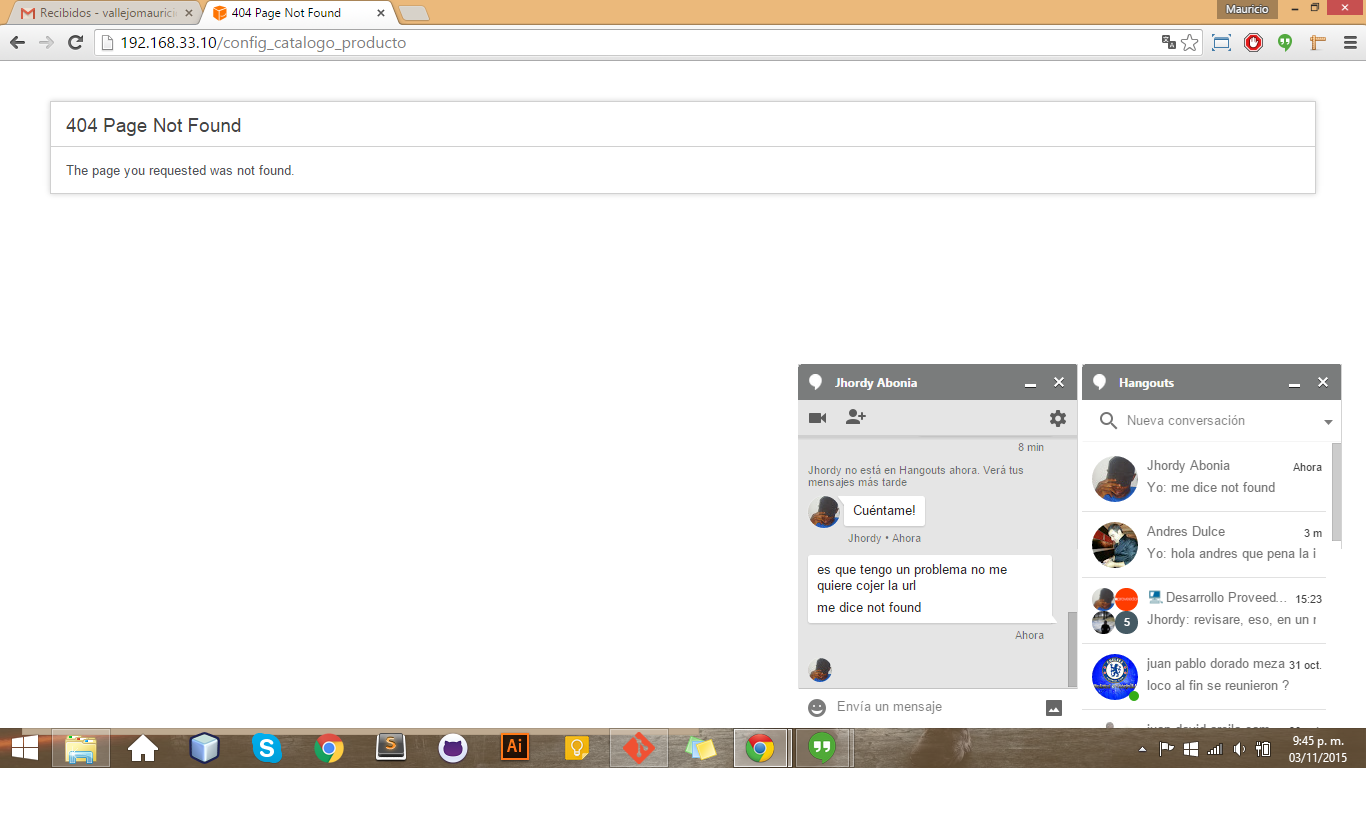 Recibidos - vallejomaurici
404 Page Not Found
Mauricio
192.168.33.10/config_catalogo_producto
404 Page Not Found
The page you requested was not found.
Jhordy Abonia
8 min
Jhordy no está en Hangouts ahora. Verá tus
mensajes más tarde
Cuéntame!
Jhordy • Ahora
es que tengo un problema no me
quiere cojer la url
me dice not found
Ahora
Envía un mensaje
Hangouts
Nueva conversación
Jhordy Abonia
Ahora
Yo: me dice not found
Andres Dulce
3 m
Yo: hola andres que pena la i
Desarrollo Proveed...
15:23
5
Jhordy: revisare, eso, en un r
juan pablo dorado meza
31 oct.
loco al fin se reunieron ?
S
S
Ai
9:45 p. m.
03/11/2015